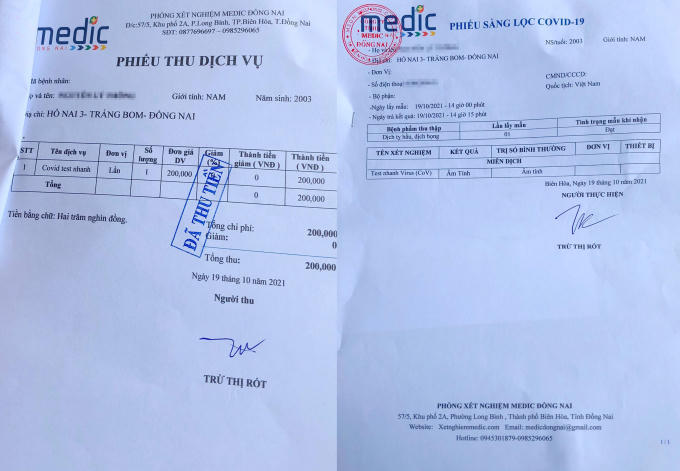 PHÒNG XÉT NGHIỆM MEDIC ĐỒNG NAI
Đ/c:57/5, Khu phố 2A, P.Long Bình, TP.Biên Hòa, T.Đồng Nai
SĐT: 0877696697 – 0985296065
medic
ĐỒNG NAI
PHIẾU THU DỊCH VỤ
Mã bệnh nhân:
và tên: Giới tính: NAM Năm sinh: 2003
chỉ: HỐ NAI 3- TRẢNG BOM- ĐỒNG NAI
STT Tên dịch vụ Đơn vị Số lượng Đơn giá DV Giảm (%) Thành tiền giảm ( VNĐ ) Thành tiền ( VNĐ )
1 Covid test nhanh Lần 1 200,000 0 200,000
Tổng 0 200,000
ĐÃ THU TIỀN
Tiền bằng chữ: Hai trăm nghìn đồng.
Tổng chi phí: 200,000
Giảm: 0
Tổng thu: 200,000
Ngày 19 tháng 10 năm 2021
Người thu
TRỪ THỊ RÓT
medic
MEDIC
ĐỒNG NAI
PHIẾU SÀNG LỌC COVID-19
- Họ và NS/tuổi: 2003 Giới tính: NAM
- Địa chỉ: HỐ NAI 3- TRẢNG BOM- ĐỒNG NAI
- Đơn Vị: CMND/CCCD:
- Số điện thoại Quốc tịch: Việt Nam
- Bộ phận:
-Ngày lấy mẫu: 19/10/2021 - 14 giờ 00 phút
-Ngày trả kết quả: 19/10/2021 - 14 giờ 15 phút
Bệnh phẩm thu thập Lần lấy mẫu Tình trạng mẫu khi nhận
Dịch tỵ hầu, dịch họng 01 Đạt
TÊN XÉT NGHIỆM KẾT QUẢ TRỊ SỐ BÌNH THƯỜNG ĐƠN VỊ THIẾT BỊ
MIỄN DỊCH
Test nhanh Virus (CoV) Âm Tính Âm tính
Biên Hòa, Ngày 19 tháng 10 năm 2021
NGƯỜI THỰC HIỆN
TRỪ THỊ RÓT
PHÒNG XÉT NGHIỆM MEDIC ĐỒNG NAI
57/5, Khu phố 2A, Phường Long Bình , Thành phố Biên Hòa, Tỉnh Đồng Nai
Website: Xetnghiemmedic.com Email: medicdongnai@gmail.com
Hotline: 0945301879-0985296065
1 / 1